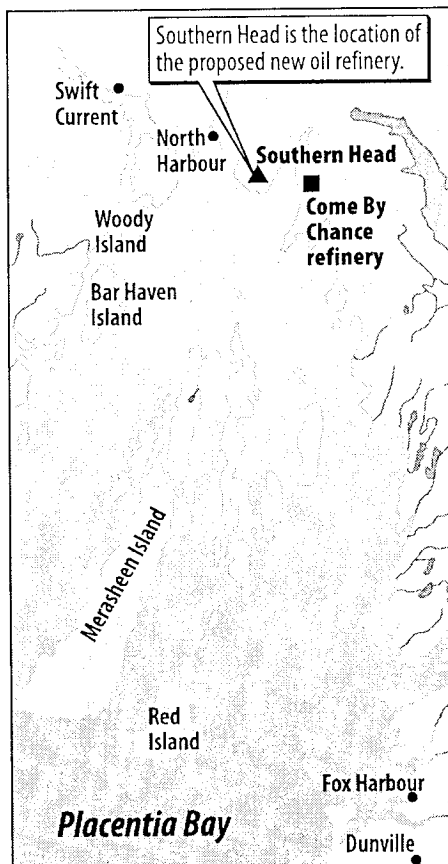 Southern Head is the location of
the proposed new oil refinery.
Swift
Current
North
Harbour
Southern Head
Come By
Chance
refinery
Woody
Island
Bar Haven
Island
Merasheen Island
Red
Island
Fox Harbour
Placentia Bay
Dunville